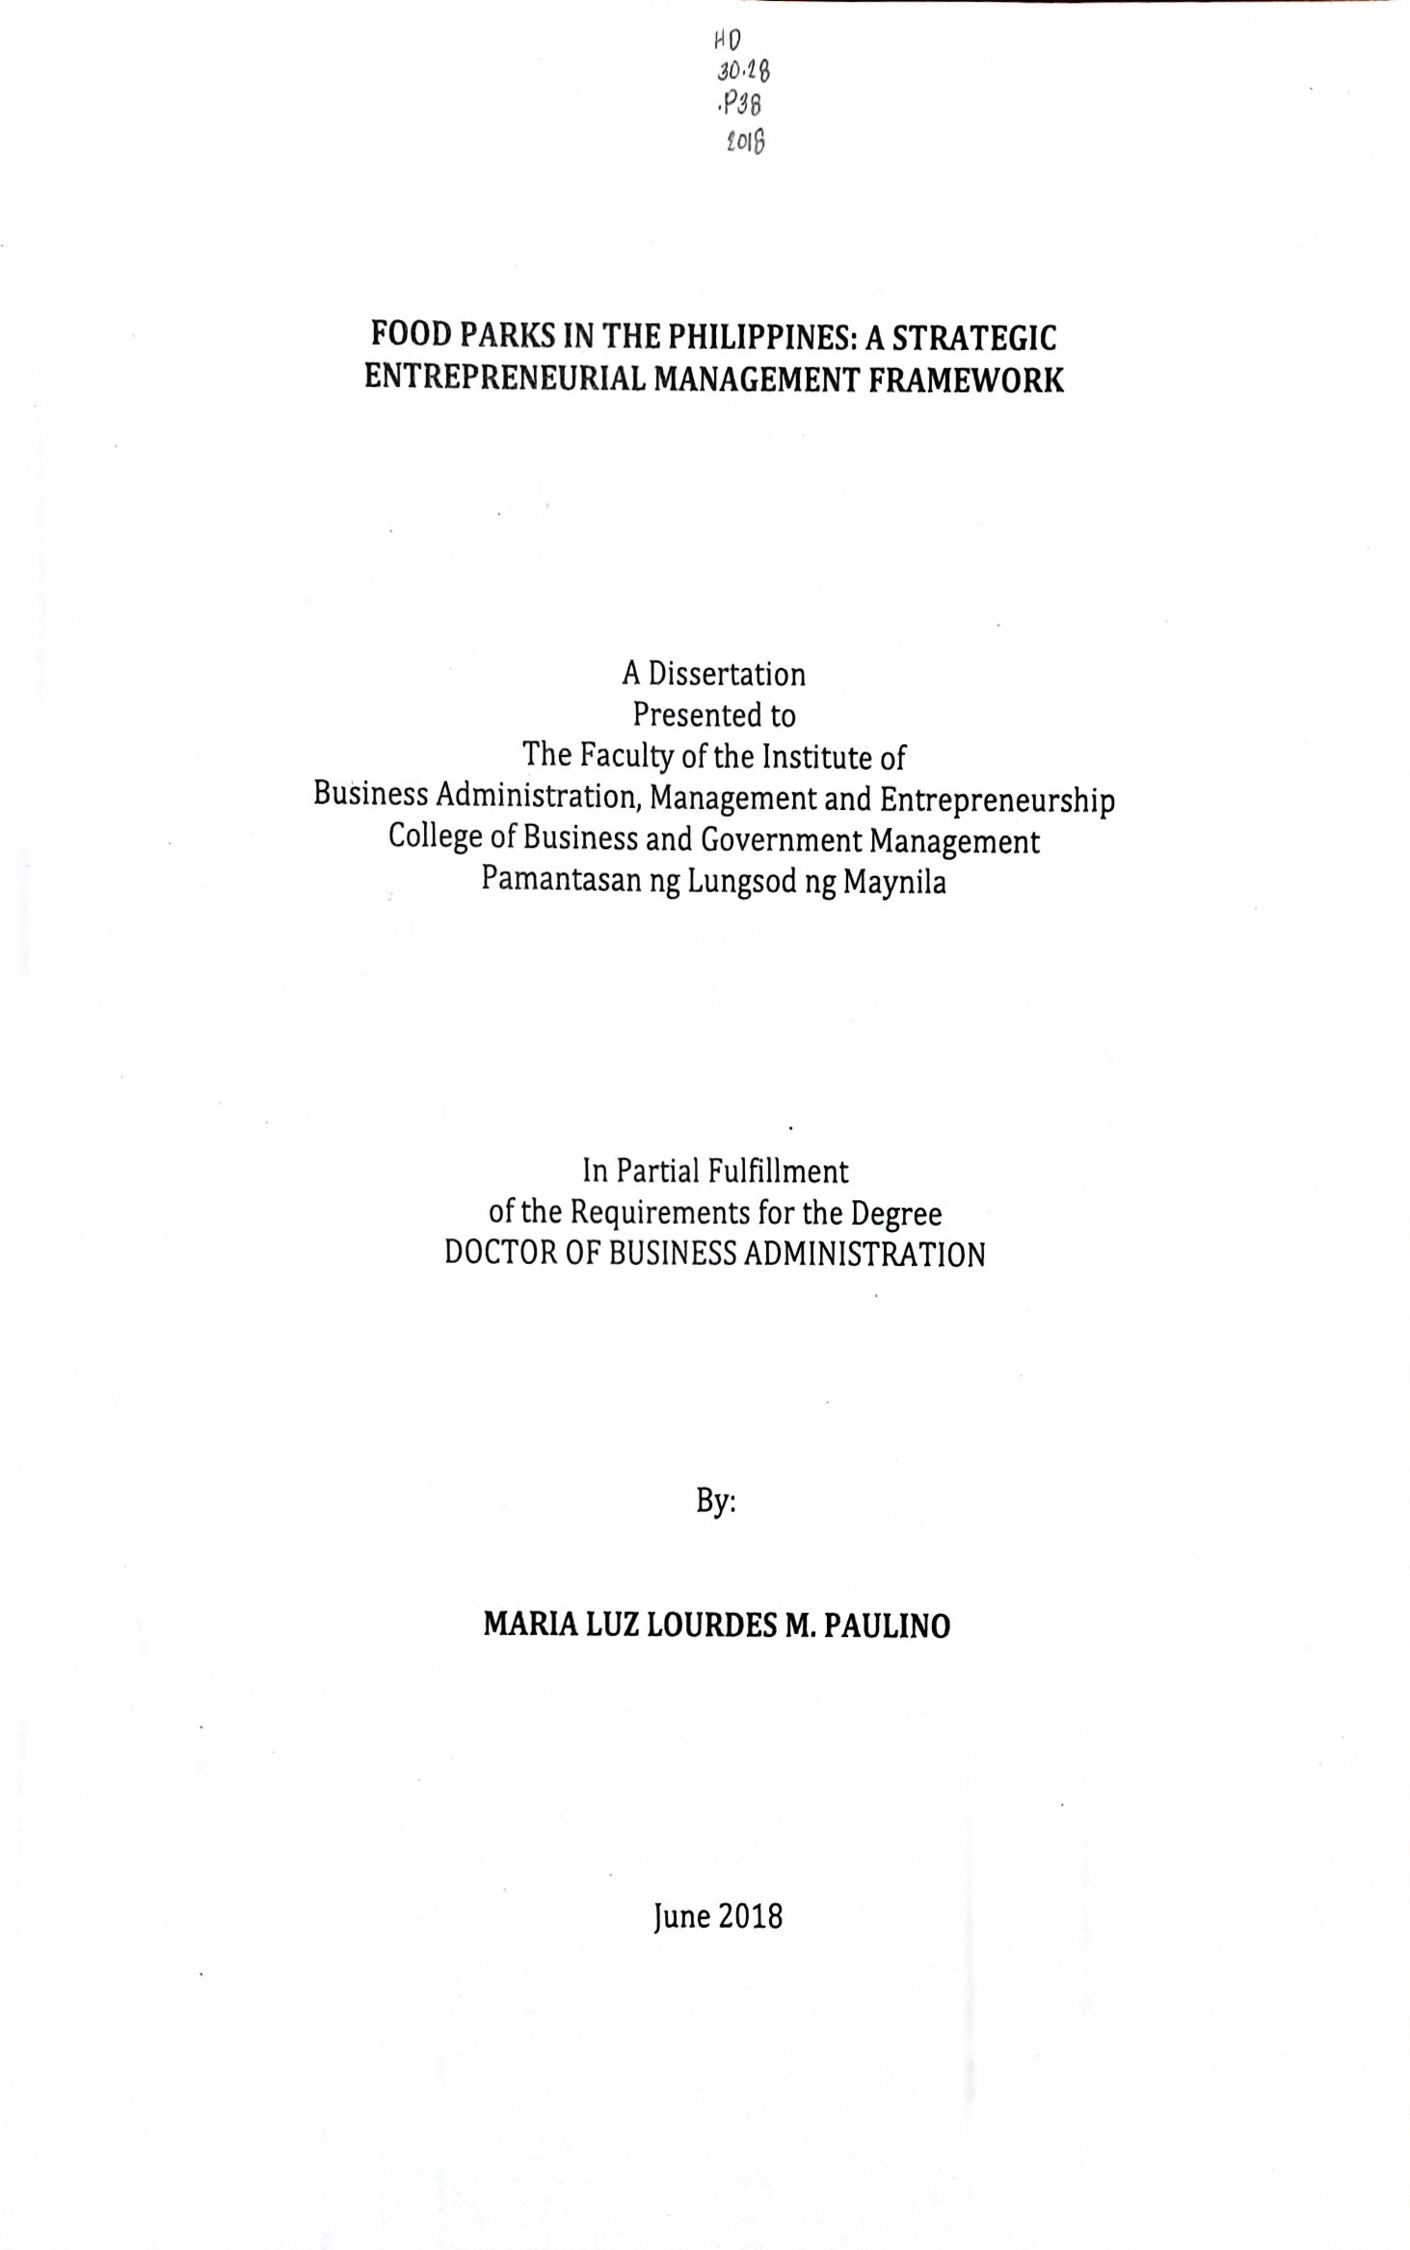 HD
30.28
.P38
2018
FOOD PARKS IN THE PHILIPPINES: A STRATEGIC
ENTREPRENEURIAL MANAGEMENT FRAMEWORK
A Dissertation
Presented to
The Faculty of the Institute of
Business Administration, Management and Entrepreneurship
College of Business and Government Management
Pamantasan ng Lungsod ng Maynila
In Partial Fulfillment
of the Requirements for the Degree
DOCTOR OF BUSINESS ADMINISTRATION
By:
MARIA LUZ LOURDES M. PAULINO
June 2018